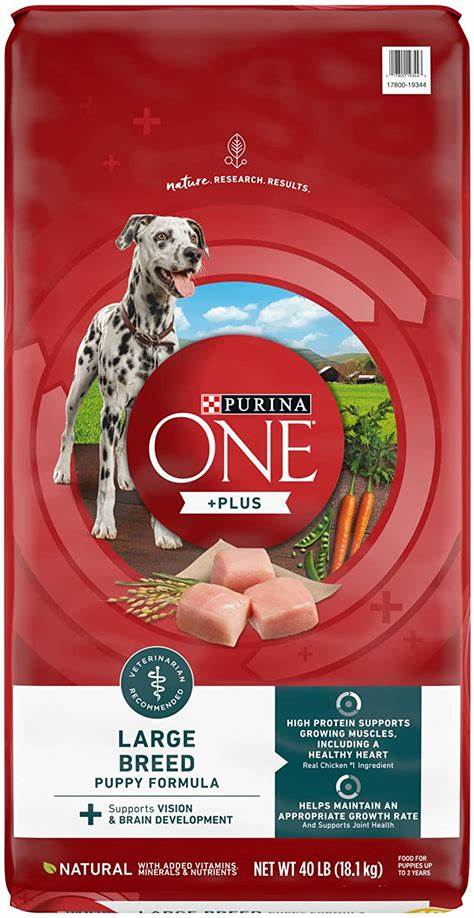 17800-19344
nature. RESEARCH. RESULTS.
PURINA
ONE®
+PLUS
VETERINARIAN
RECOMMENDED
LARGE
BREED
PUPPY FORMULA
+ Supports VISION
& BRAIN DEVELOPMENT
HIGH PROTEIN SUPPORTS
GROWING MUSCLES,
INCLUDING A
HEALTHY HEART
Real Chicken #1 Ingredient
HELPS MAINTAIN AN
APPROPRIATE GROWTH RATE
And Supports Joint Health
NATURAL WITH ADDED VITAMINS,
MINERALS & NUTRIENTS
NET WT 40 LB (18.1 kg)
FOOD FOR
PUPPIES UP
TO 2 YEARS